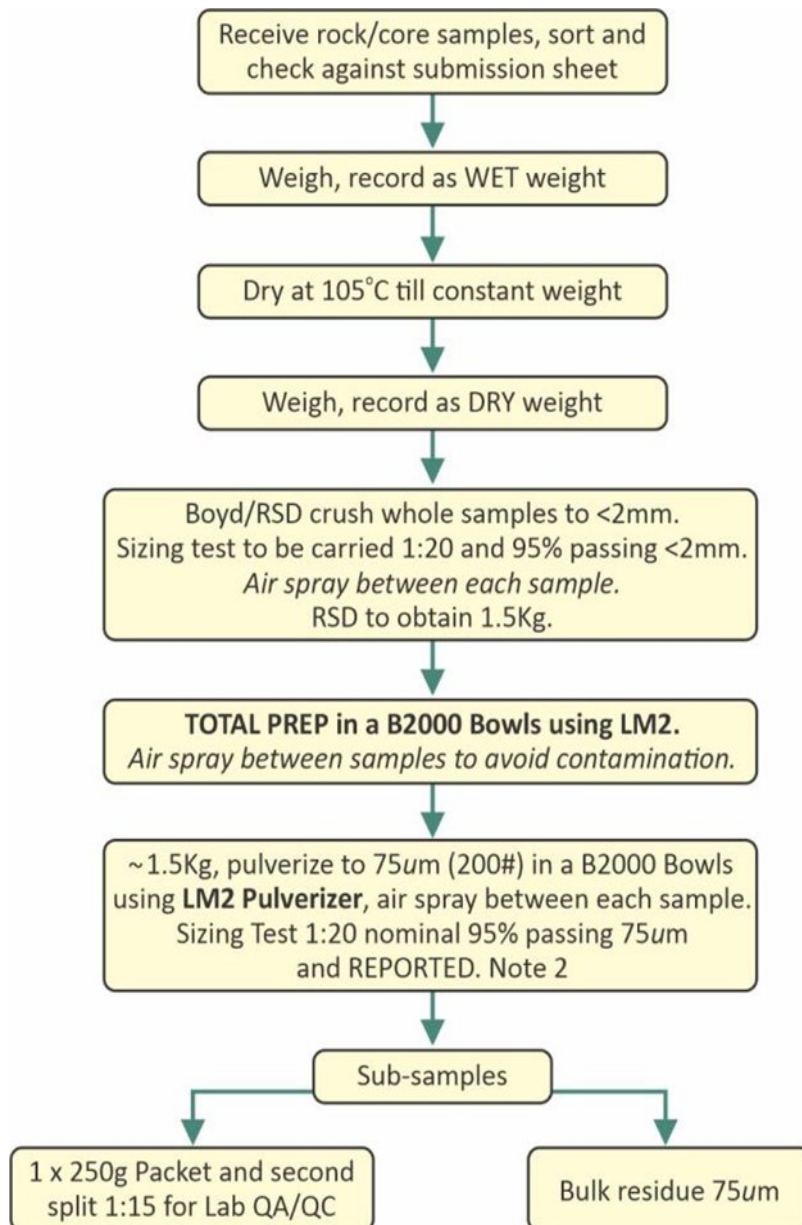 Receive rock/core samples, sort and
check against submission sheet
Weigh, record as WET weight
Dry at 105°C till constant weight
Weigh, record as DRY weight
Boyd/RSD crush whole samples to <2mm.
Sizing test to be carried 1:20 and 95% passing <2mm.
Air spray between each sample.
RSD to obtain 1.5Kg.
TOTAL PREP in a B2000 Bowls using LM2.
Air spray between samples to avoid contamination.
~1.5Kg, pulverize to 75um (200#) in a B2000 Bowls
using LM2 Pulverizer, air spray between each sample.
Sizing Test 1:20 nominal 95% passing 75um
and REPORTED. Note 2
Sub-samples
1 x 250g Packet and second
split 1:15 for Lab QA/QC
Bulk residue 75um